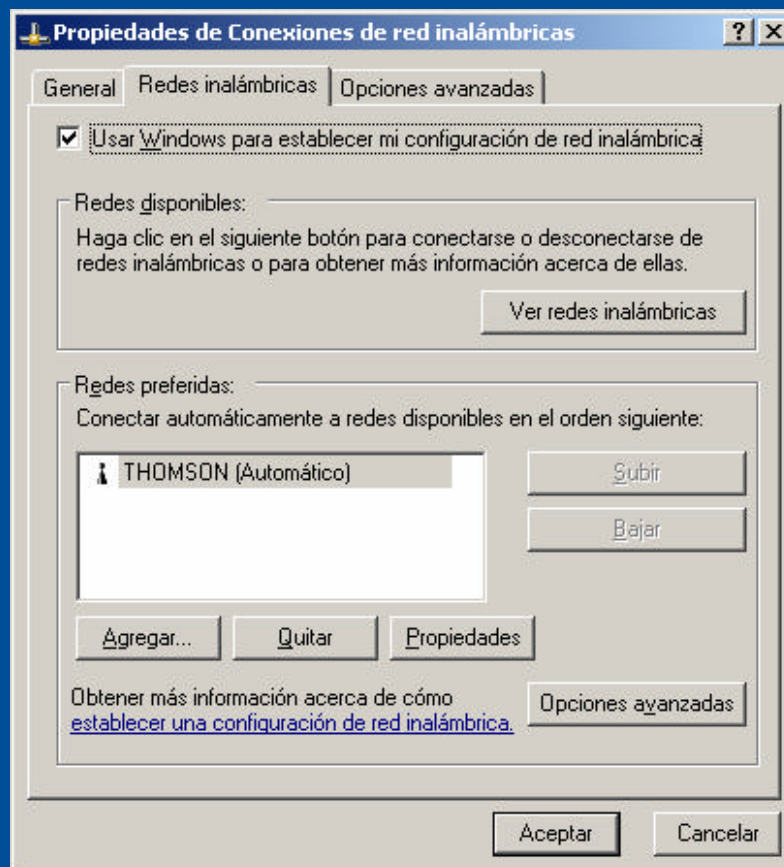 Propiedades de Conexiones de red inalámbricas
General
Redes inalámbricas
Opciones avanzadas
Usar Windows para establecer mi configuración de red inalámbrica
Redes disponibles:
Haga clic en el siguiente botón para conectarse o desconectarse de
redes inalámbricas o para obtener más información acerca de ellas.
Ver redes inalámbricas
Redes preferidas:
Conectar automáticamente a redes disponibles en el orden siguiente:
THOMSON (Automático)
Subir
Bajar
Agregar...
Quitar
Propiedades
Obtener más información acerca de cómo
establecer una configuración de red inalámbrica.
Opciones avanzadas
Aceptar
Cancelar